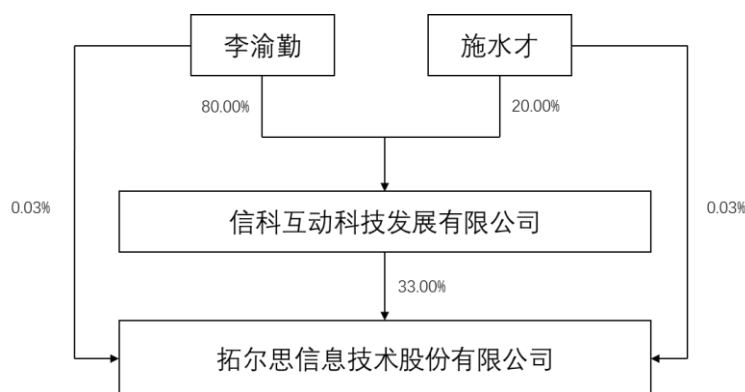 李渝勤
施水才
80.00%
20.00%
0.03%
0.03%
信科互动科技发展有限公司
33.00%
拓尔思信息技术股份有限公司